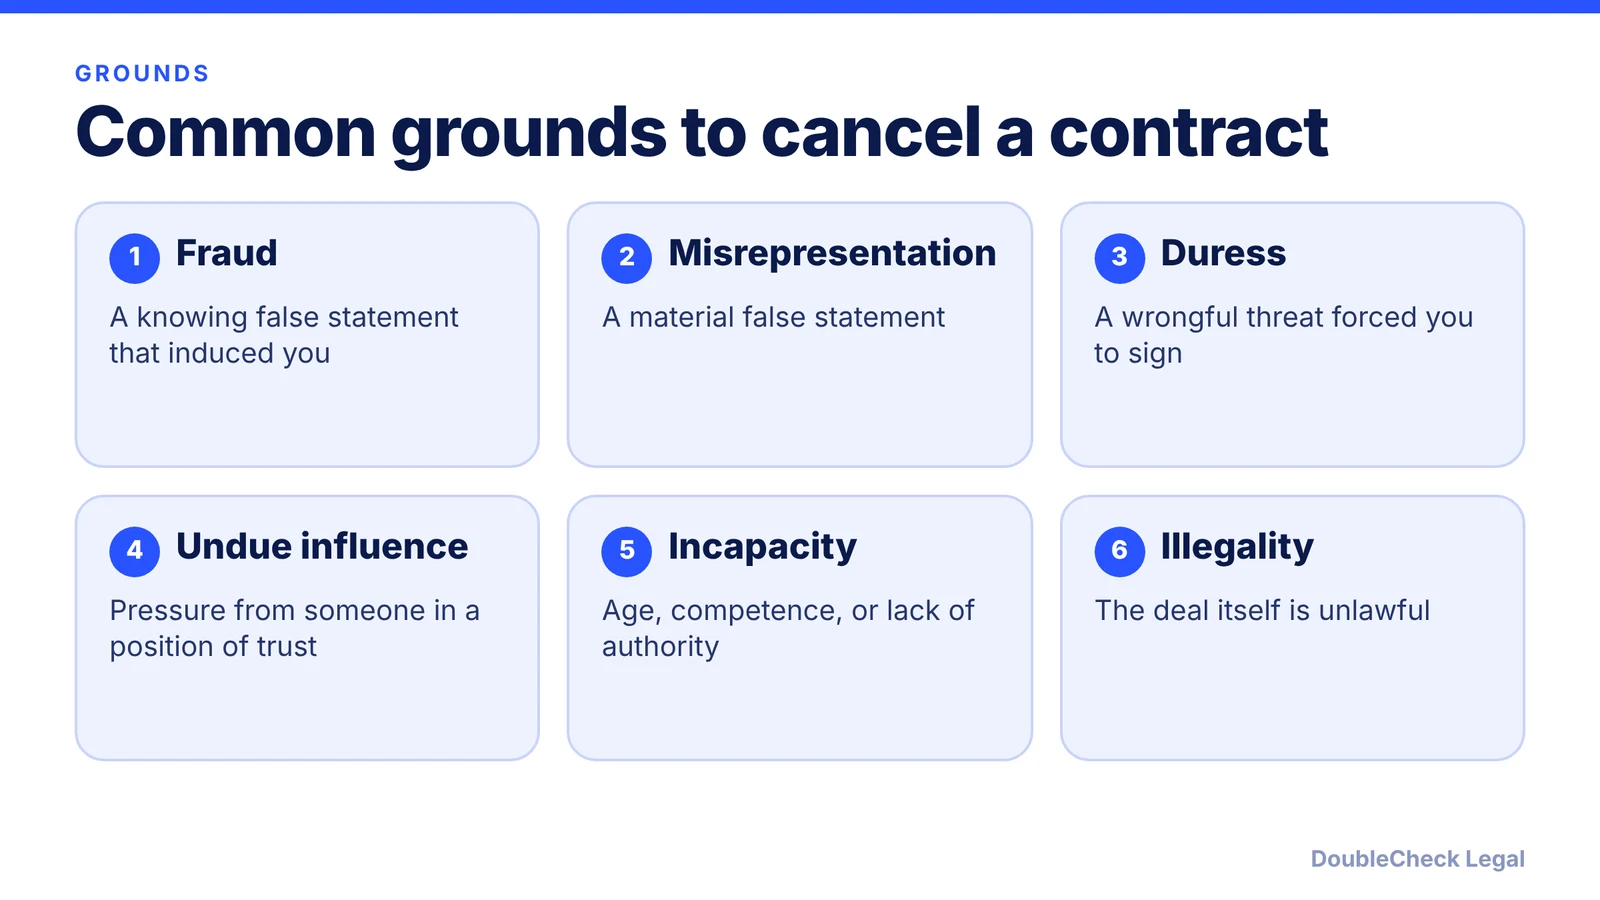 GROUNDS
Common grounds to cancel a contract
1 Fraud
A knowing false statement
that induced you
2 Misrepresentation
A material false statement
3 Duress
A wrongful threat forced you
to sign
4 Undue influence
Pressure from someone in a
position of trust
5 Incapacity
Age, competence, or lack of
authority
6 Illegality
The deal itself is unlawful
DoubleCheck Legal